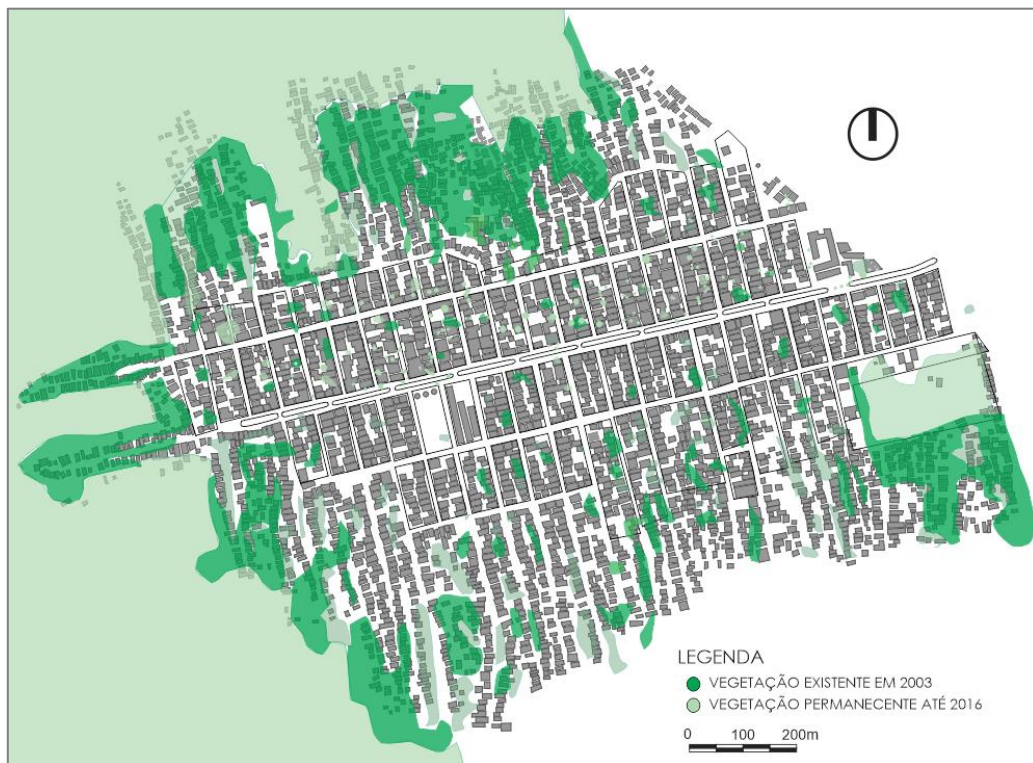 LEGENDA
VEGETAÇÃO EXISTENTE EM 2003
VEGETAÇÃO PERMANECENTE ATÉ 2016
0 100 200m